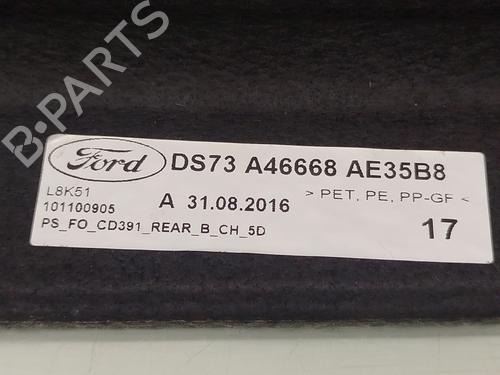 B-PARTS
Ford
DS73 A46668 AE35B8
L8K51
101100905
A 31.08.2016
> PET, PE, PP-GF <
PS_FO_CD391_REAR_B_CH_5D
17